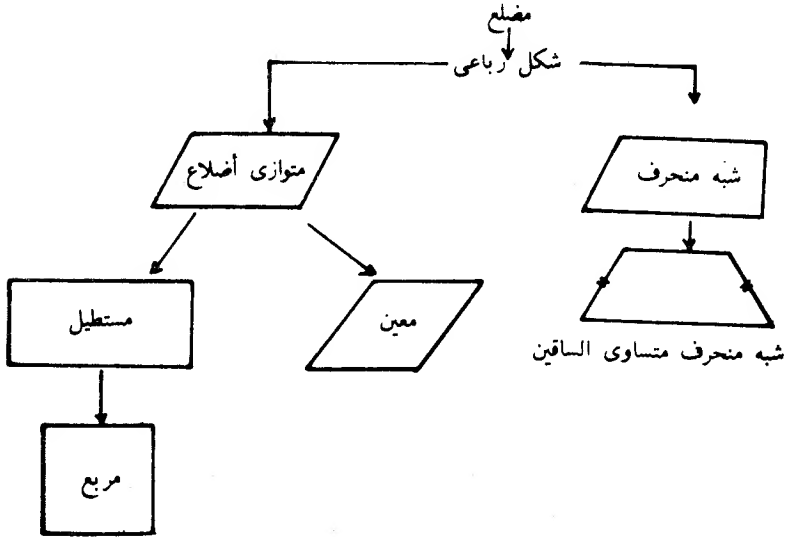 مضلع
شكل رباعى
شبه منحرف
متوازى أضلاع
شبه منحرف متساوى الساقين
معين
مستطيل
مربع